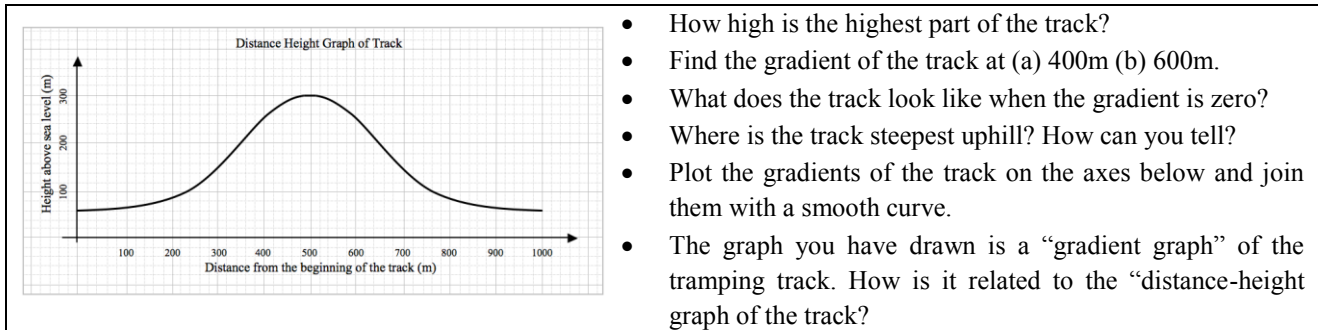 Distance Height Graph of Track
Height above sea level (m)
300
200
100
100 200 300 400 500 600 700 800 900 1000
Distance from the beginning of the track (m)
• How high is the highest part of the track?
• Find the gradient of the track at (a) 400m (b) 600m.
• What does the track look like when the gradient is zero?
• Where is the track steepest uphill? How can you tell?
• Plot the gradients of the track on the axes below and join
them with a smooth curve.
• The graph you have drawn is a “gradient graph” of the
tramping track. How is it related to the “distance-height
graph of the track?